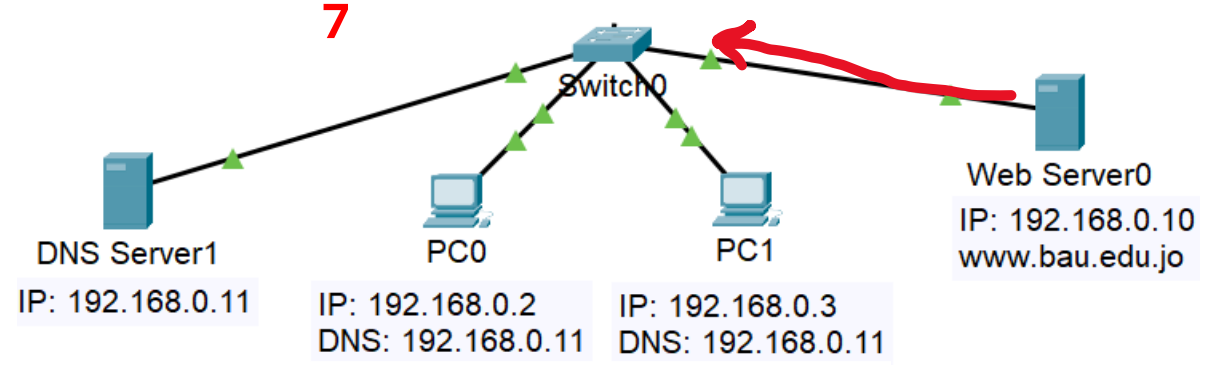 7
Switch0
Web Server0
IP: 192.168.0.10
www.bau.edu.jo
DNS Server1
IP: 192.168.0.11
PC0
IP: 192.168.0.2
DNS: 192.168.0.11
PC1
IP: 192.168.0.3
DNS: 192.168.0.11